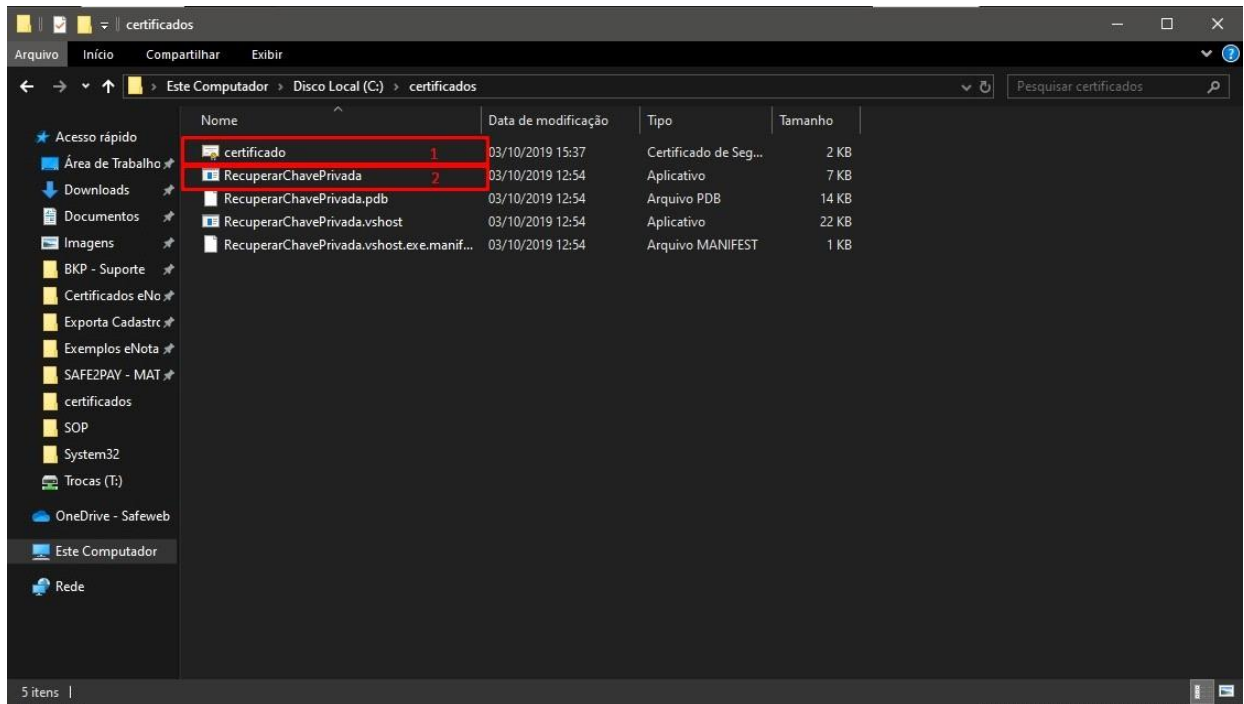 certificados
Arquivo Início Compartilhar Exibir
Este Computador > Disco Local (C:) > certificados
Pesquisar certificados
Nome Data de modificação Tipo Tamanho
certificado 1 03/10/2019 15:37 Certificado de Seg... 2 KB
RecuperarChavePrivada 2 03/10/2019 12:54 Aplicativo 7 KB
RecuperarChavePrivada.pdb 03/10/2019 12:54 Arquivo PDB 14 KB
RecuperarChavePrivada.vshost 03/10/2019 12:54 Aplicativo 22 KB
RecuperarChavePrivada.vshost.exe.manif... 03/10/2019 12:54 Arquivo MANIFEST 1 KB
Acesso rápido
Área de Trabalho
Downloads
Documentos
Imagens
BKP - Suporte
Certificados eNo
Exporta Cadastrc
Exemplos eNota
SAFE2PAY - MAT
certificados
SOP
System32
Trocas (T:)
OneDrive - Safeweb
Este Computador
Rede
5 itens